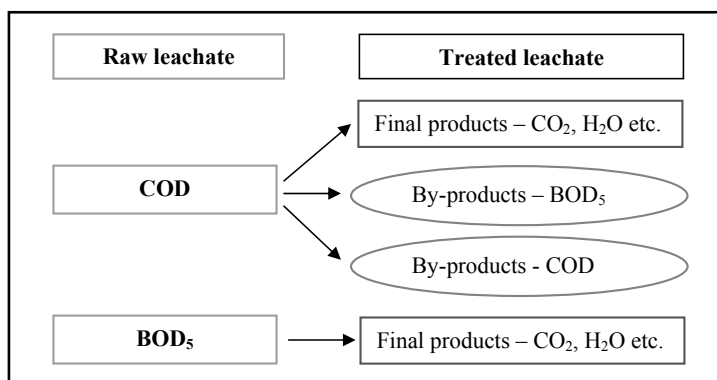 Raw leachate
Treated leachate
Final products – CO₂, H₂O etc.
COD
By-products – BOD₅
By-products - COD
BOD₅
Final products – CO₂, H₂O etc.